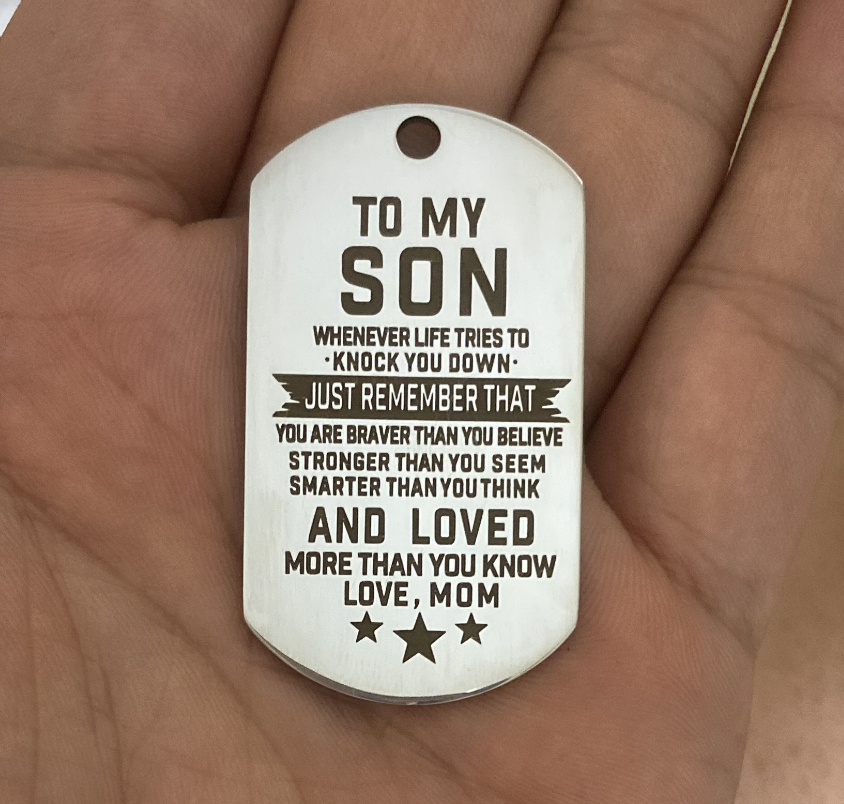 TO MY
SON
WHENEVER LIFE TRIES TO
·KNOCK YOU DOWN·
JUST REMEMBER THAT
YOU ARE BRAVER THAN YOU BELIEVE
STRONGER THAN YOU SEEM
SMARTER THAN YOU THINK
AND LOVED
MORE THAN YOU KNOW
LOVE, MOM